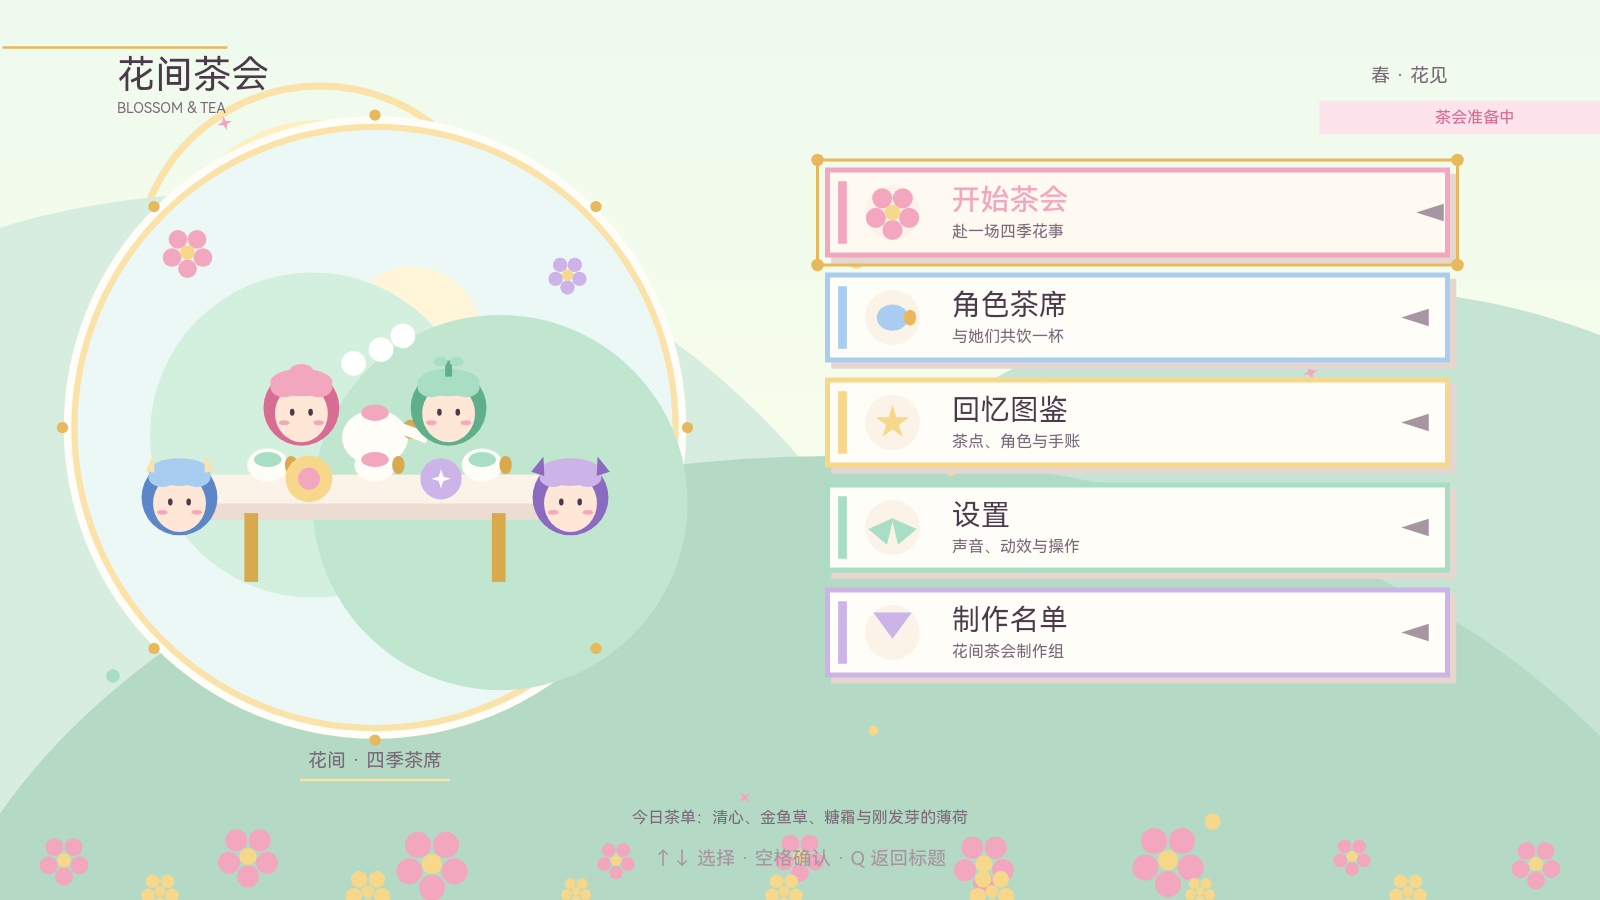 花间茶会
BLOSSOM & TEA
春 · 花见
茶会准备中
开始茶会
赴一场四季花事
角色茶席
与她们共饮一杯
回忆图鉴
茶点、角色与手账
设置
声音、动效与操作
制作名单
花间茶会制作组
花间 · 四季茶席
今日茶单：清心、金鱼草、糖霜与刚发芽的薄荷
↑↓ 选择 · 空格确认 · Q 返回标题